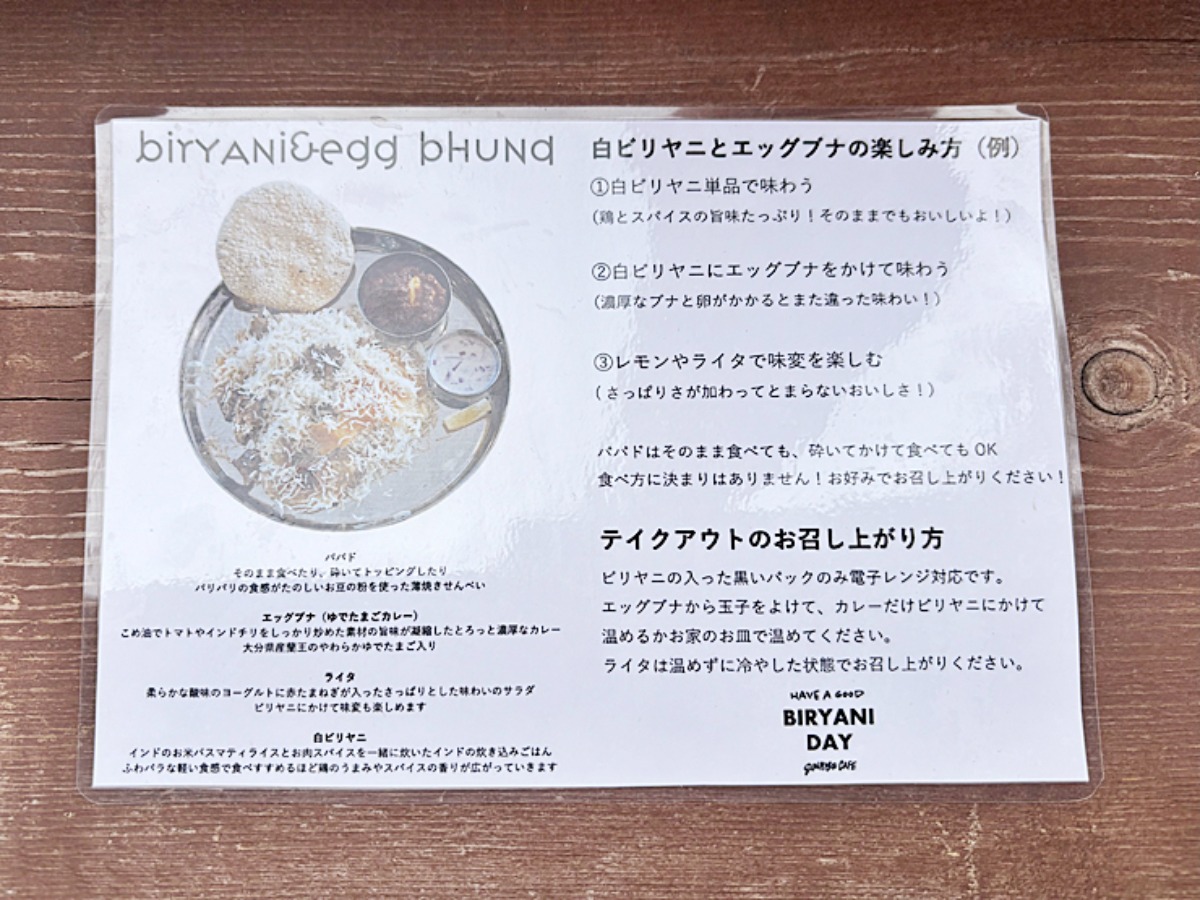 biryani&egg bhuna
パパド
そのまま食べたり、砕いてトッピングしたり
パリパリの食感がたのしいお豆の粉を使った薄焼きせんべい
エッグブナ（ゆでたまごカレー）
こめ油でトマトやインドチリをしっかり炒めた素材の旨味が凝縮したとろっと濃厚なカレー
大分県産蘭王のやわらかゆでたまご入り
ライタ
柔らかな酸味のヨーグルトに赤たまねぎが入ったさっぱりとした味わいのサラダ
ビリヤニにかけて味変も楽しめます
白ビリヤニ
インドのお米バスマティライスとお肉スパイスを一緒に炊いたインドの炊き込みごはん
ふわパラな軽い食感で食べすすめるほど鶏のうまみやスパイスの香りが広がっていきます
白ビリヤニとエッグブナの楽しみ方（例）
①白ビリヤニ単品で味わう
（鶏とスパイスの旨味たっぷり！そのままでもおいしいよ！）
②白ビリヤニにエッグブナをかけて味わう
（濃厚なブナと卵がかかるとまた違った味わい！）
③レモンやライタで味変を楽しむ
（さっぱりさが加わってとまらないおいしさ！）
パパドはそのまま食べても、砕いてかけて食べても OK
食べ方に決まりはありません！お好みでお召し上がりください！
テイクアウトのお召し上がり方
ビリヤニの入った黒いパックのみ電子レンジ対応です。
エッグブナから玉子をよけて、カレーだけビリヤニにかけて
温めるかお家のお皿で温めてください。
ライタは温めずに冷やした状態でお召し上がりください。
HAVE A GOOD
BIRYANI
DAY